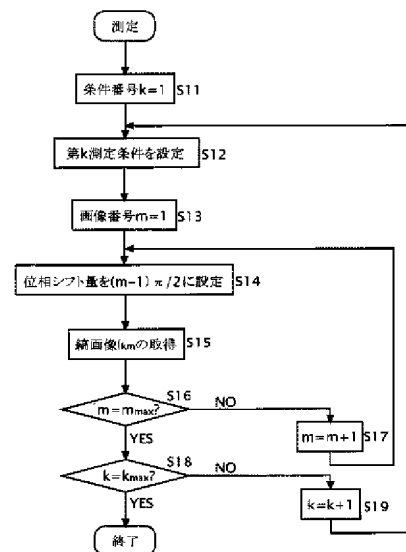 測定
条件番号k=1 S11
第k測定条件を設定 S12
画像番号m=1 S13
位相シフト量を(m-1)π/2に設定 S14
縞画像Ikmの取得 S15
m=mmax? S16
NO
m=m+1 S17
YES
k=kmax? S18
NO
k=k+1 S19
YES
終了